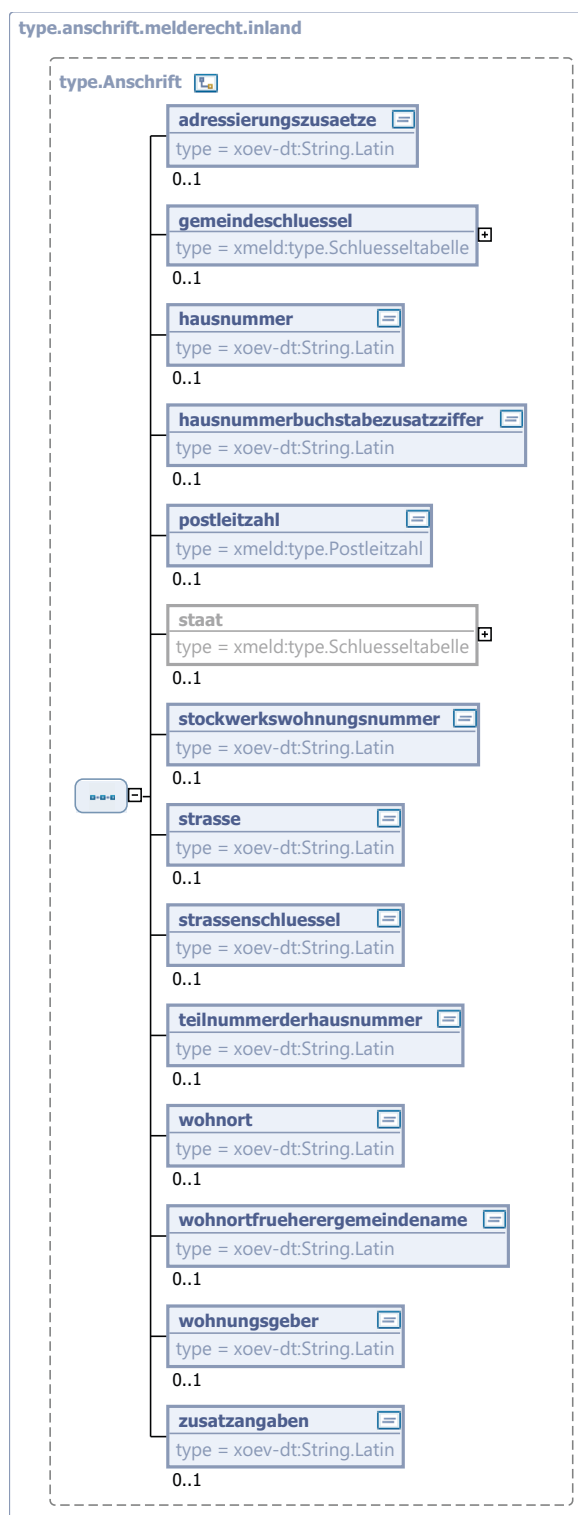 type.anschrift.melderecht.inland
type.Anschrift
adressierungszusaetze
type = xoev-dt:String.Latin
0..1
gemeindeschluessel
type = xmeld:type.Schluesseltabelle
0..1
hausnummer
type = xoev-dt:String.Latin
0..1
hausnummerbuchstabezusatzziffer
type = xoev-dt:String.Latin
0..1
postleitzahl
type = xmeld:type.Postleitzahl
0..1
staat
type = xmeld:type.Schluesseltabelle
0..1
stockwerkswohnungsnummer
type = xoev-dt:String.Latin
0..1
strasse
type = xoev-dt:String.Latin
0..1
strassenschluessel
type = xoev-dt:String.Latin
0..1
teilnummerderhausnummer
type = xoev-dt:String.Latin
0..1
wohnort
type = xoev-dt:String.Latin
0..1
wohnortfrueherergemeindename
type = xoev-dt:String.Latin
0..1
wohnungsgeber
type = xoev-dt:String.Latin
0..1
zusatzangaben
type = xoev-dt:String.Latin
0..1